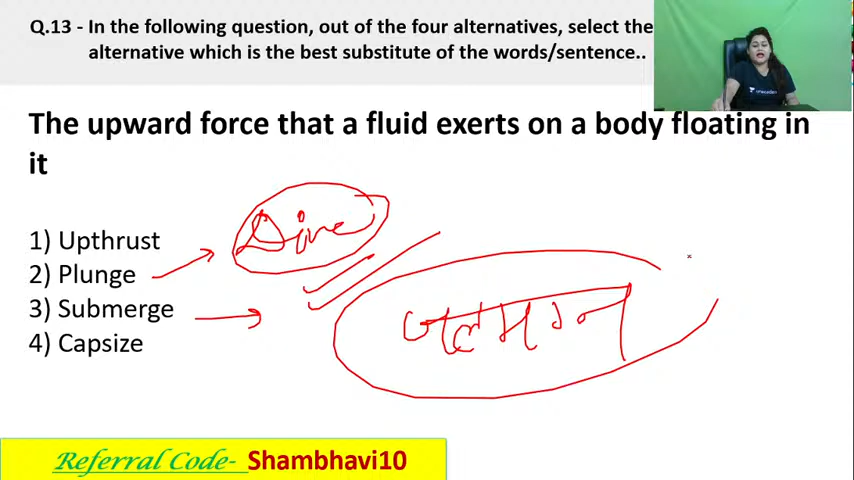 Q.13 - In the following question, out of the four alternatives, select the
alternative which is the best substitute of the words/sentence..
The upward force that a fluid exerts on a body floating in
it
1) Upthrust
2) Plunge
Dive
3) Submerge
जलमग्न
4) Capsize
Referral Code- Shambhavi10